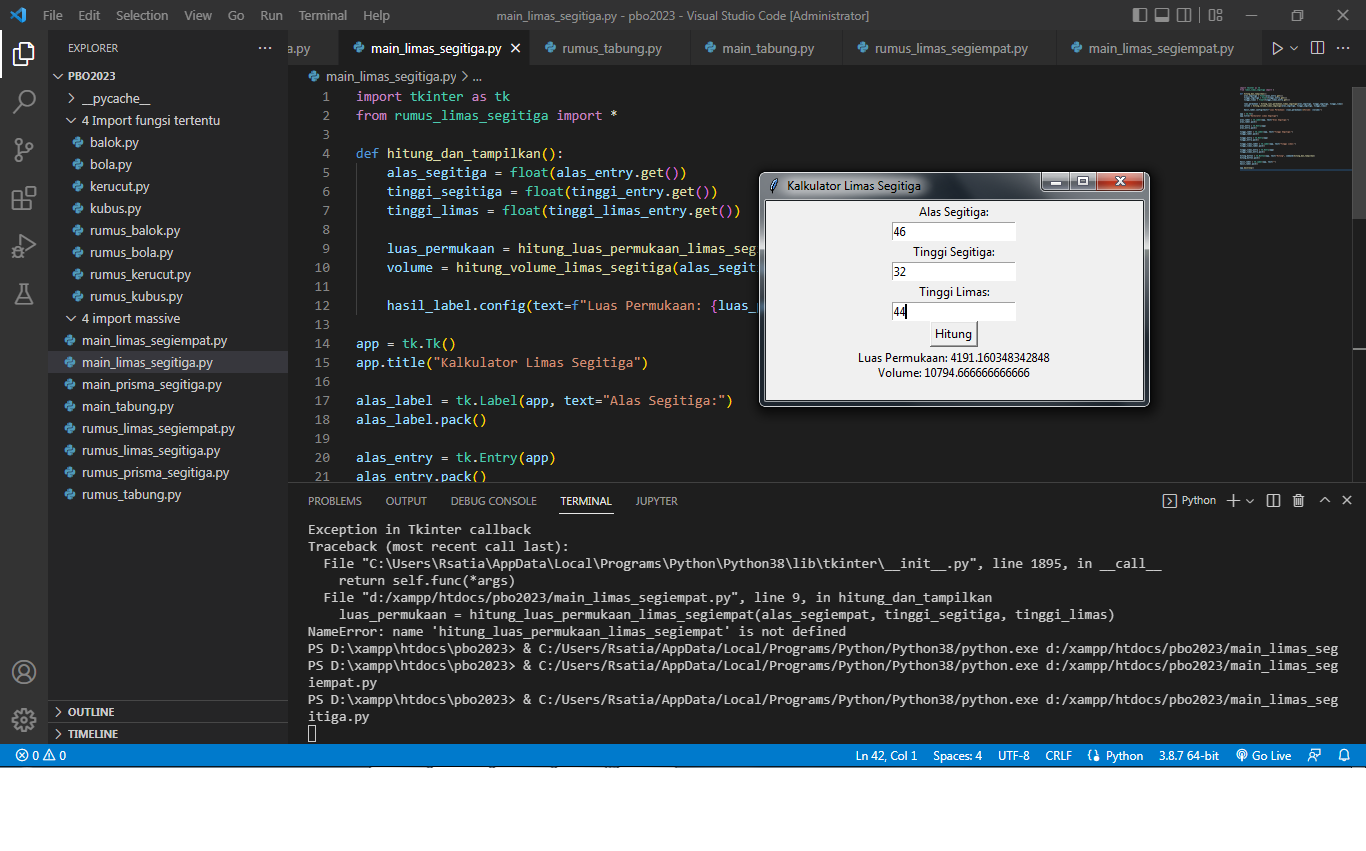 File Edit Selection View Go Run Terminal Help
main_limas_segitiga.py - pbo2023 - Visual Studio Code [Administrator]
EXPLORER
a.py
main_limas_segitiga.py
rumus_tabung.py
main_tabung.py
rumus_limas_segiempat.py
main_limas_segiempat.py
PBO2023
__pycache__
4 Import fungsi tertentu
balok.py
bola.py
kerucut.py
kubus.py
rumus_balok.py
rumus_bola.py
rumus_kerucut.py
rumus_kubus.py
4 import massive
main_limas_segiempat.py
main_limas_segitiga.py
main_prisma_segitiga.py
main_tabung.py
rumus_limas_segiempat.py
rumus_limas_segitiga.py
rumus_prisma_segitiga.py
rumus_tabung.py
OUTLINE
TIMELINE
main_limas_segitiga.py > ...
1 import tkinter as tk
2 from rumus_limas_segitiga import *
3
4 def hitung_dan_tampilkan():
5 alas_segitiga = float(alas_entry.get())
6 tinggi_segitiga = float(tinggi_entry.get())
7 tinggi_limas = float(tinggi_limas_entry.get())
8
9 luas_permukaan = hitung_luas_permukaan_limas_seg
10 volume = hitung_volume_limas_segitiga(alas_segit
11
12 hasil_label.config(text=f"Luas Permukaan: {luas_
13
14 app = tk.Tk()
15 app.title("Kalkulator Limas Segitiga")
16
17 alas_label = tk.Label(app, text="Alas Segitiga:")
18 alas_label.pack()
19
20 alas_entry = tk.Entry(app)
21 alas_entry.pack()
Kalkulator Limas Segitiga
Alas Segitiga:
46
Tinggi Segitiga:
32
Tinggi Limas:
44
Hitung
Luas Permukaan: 4191.160348342848
Volume: 10794.666666666666
PROBLEMS OUTPUT DEBUG CONSOLE TERMINAL JUPYTER
Python
Exception in Tkinter callback
Traceback (most recent call last):
File "C:\Users\Rsatia\AppData\Local\Programs\Python\Python38\lib\tkinter\__init__.py", line 1895, in __call__
return self.func(*args)
File "d:/xampp/htdocs/pbo2023/main_limas_segiempat.py", line 9, in hitung_dan_tampilkan
luas_permukaan = hitung_luas_permukaan_limas_segiempat(alas_segiempat, tinggi_segitiga, tinggi_limas)
NameError: name 'hitung_luas_permukaan_limas_segiempat' is not defined
PS D:\xampp\htdocs\pbo2023> & C:/Users/Rsatia/AppData/Local/Programs/Python/Python38/python.exe d:/xampp/htdocs/pbo2023/main_limas_seg
PS D:\xampp\htdocs\pbo2023> & C:/Users/Rsatia/AppData/Local/Programs/Python/Python38/python.exe d:/xampp/htdocs/pbo2023/main_limas_seg
iempat.py
PS D:\xampp\htdocs\pbo2023> & C:/Users/Rsatia/AppData/Local/Programs/Python/Python38/python.exe d:/xampp/htdocs/pbo2023/main_limas_seg
itiga.py
0 0 Ln 42, Col 1 Spaces: 4 UTF-8 CRLF Python 3.8.7 64-bit Go Live